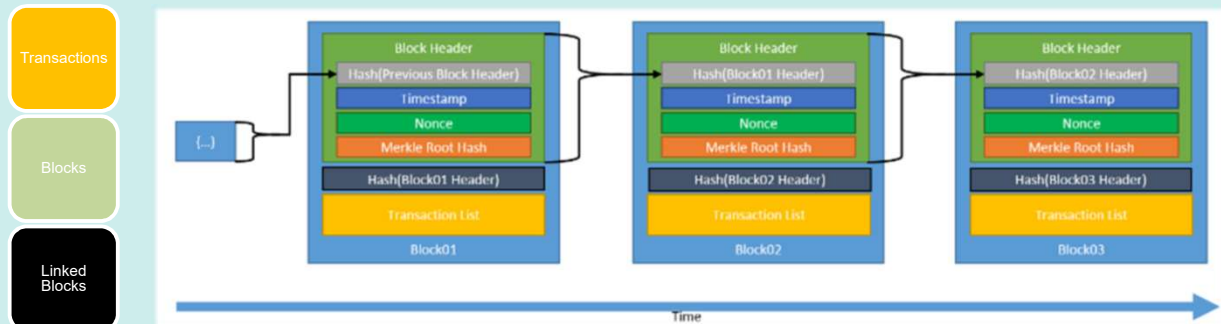 Transactions
Blocks
Linked
Blocks
{...}
Block Header
Hash(Previous Block Header)
Timestamp
Nonce
Merkle Root Hash
Hash(Block01 Header)
Transaction List
Block01
Block Header
Hash(Block01 Header)
Timestamp
Nonce
Merkle Root Hash
Hash(Block02 Header)
Transaction List
Block02
Block Header
Hash(Block02 Header)
Timestamp
Nonce
Merkle Root Hash
Hash(Block03 Header)
Transaction List
Block03
Time